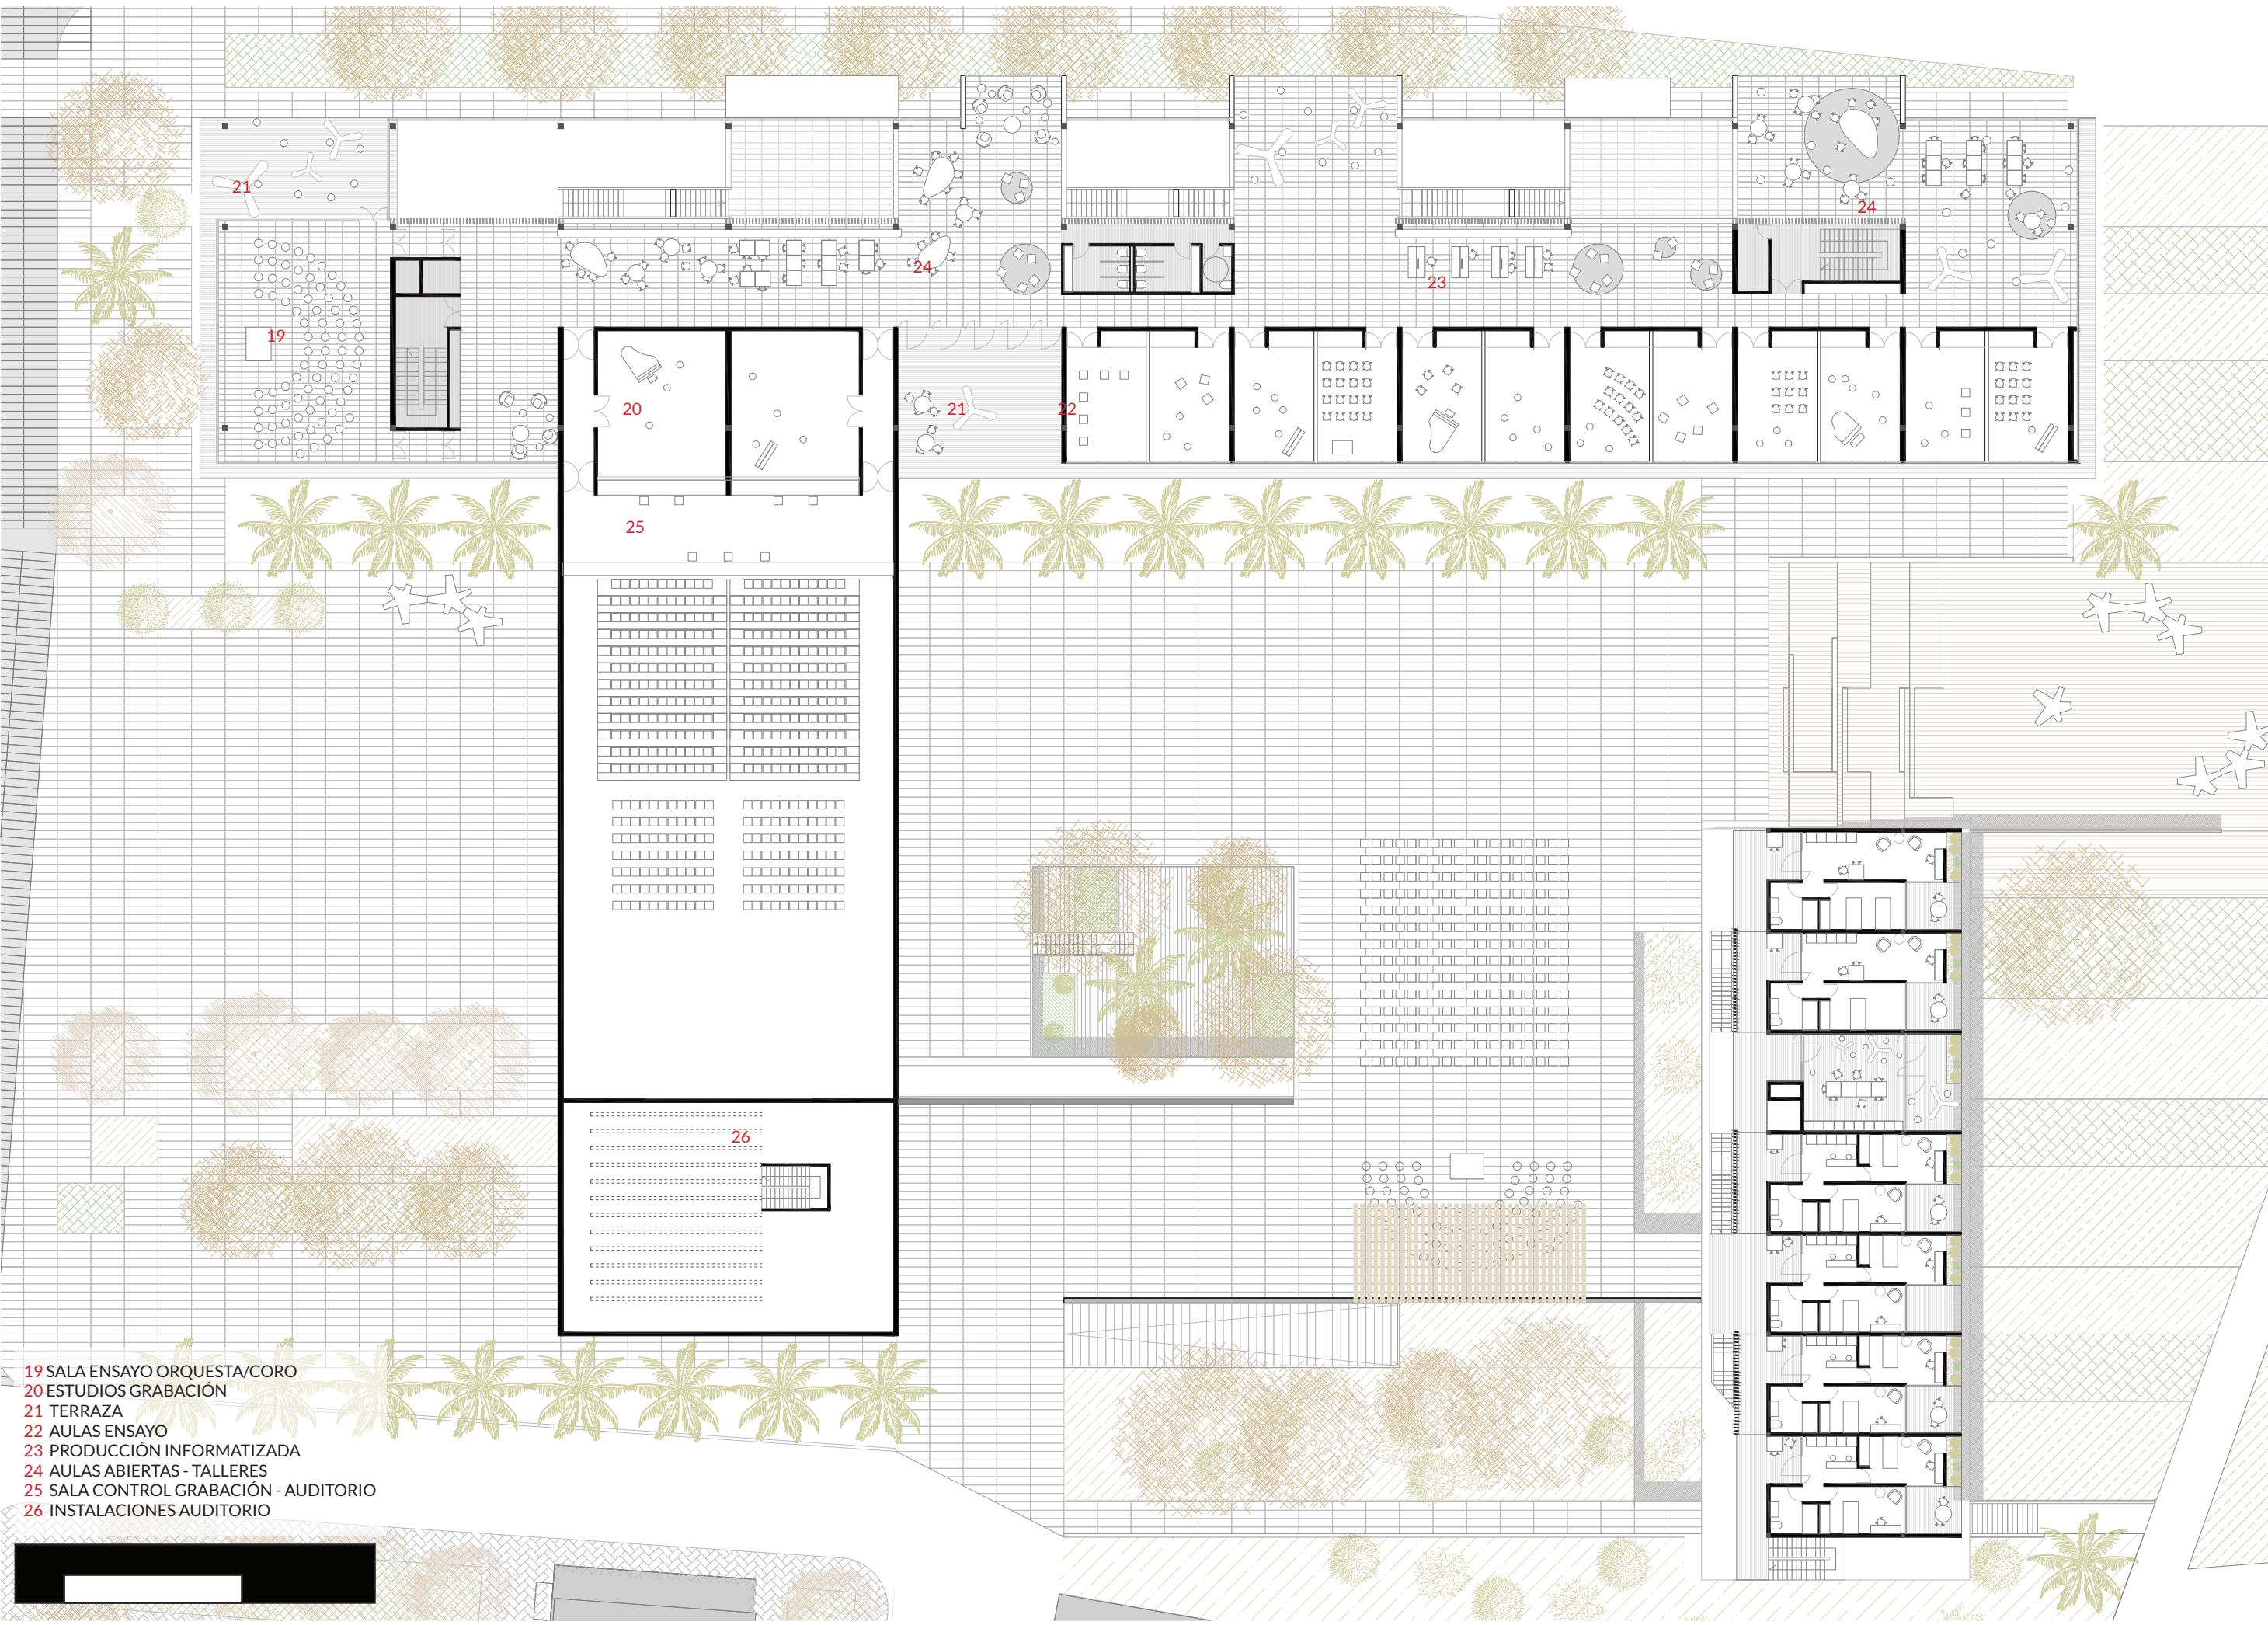 21
24
24
23
19
20
21
22
25
26
19 SALA ENSAYO ORQUESTA/CORO
20 ESTUDIOS GRABACIÓN
21 TERRAZA
22 AULAS ENSAYO
23 PRODUCCIÓN INFORMATIZADA
24 AULAS ABIERTAS - TALLERES
25 SALA CONTROL GRABACIÓN - AUDITORIO
26 INSTALACIONES AUDITORIO